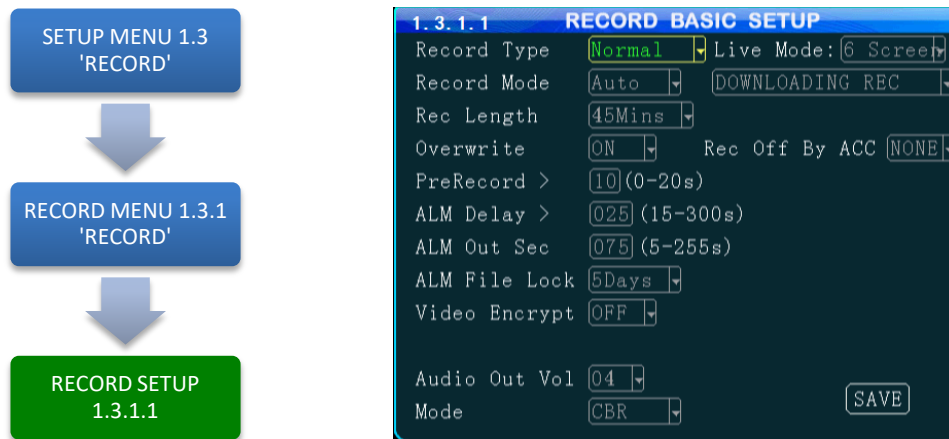 SETUP MENU 1.3
'RECORD'
RECORD MENU 1.3.1
'RECORD'
RECORD SETUP
1.3.1.1
1.3.1.1 RECORD BASIC SETUP
Record Type Normal Live Mode: 6 Screen
Record Mode Auto DOWNLOADING REC
Rec Length 45Mins
Overwrite ON Rec Off By ACC NONE
PreRecord > 10 (0-20s)
ALM Delay > 025 (15-300s)
ALM Out Sec 075 (5-255s)
ALM File Lock 5Days
Video Encrypt OFF
Audio Out Vol 04
Mode CBR SAVE